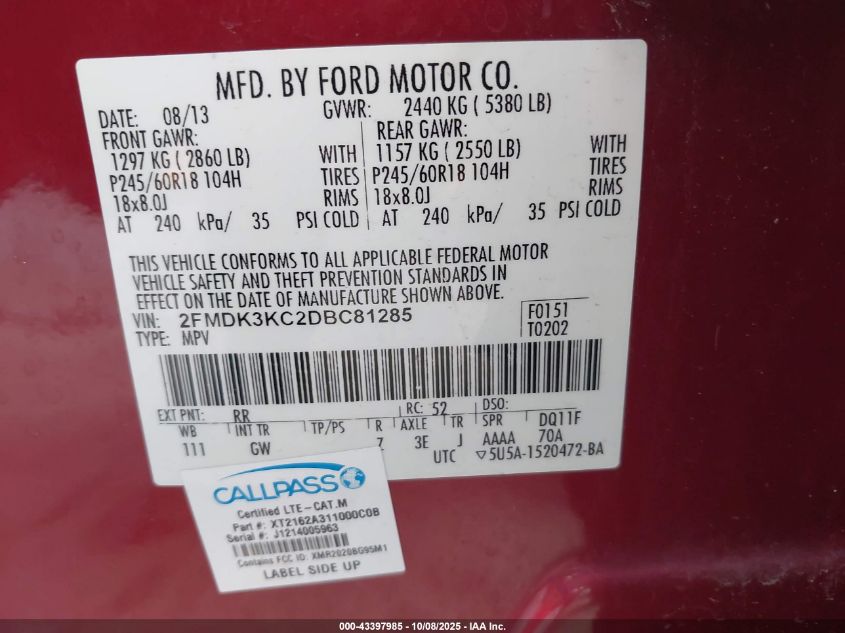 MFD. BY FORD MOTOR CO.
DATE: 08/13 GVWR: 2440 KG ( 5380 LB)
FRONT GAWR: REAR GAWR:
1297 KG ( 2860 LB) WITH 1157 KG ( 2550 LB) WITH
P245/60R18 104H TIRES P245/60R18 104H TIRES
18x8.0J RIMS 18x8.0J RIMS
AT 240 kPa/ 35 PSI COLD AT 240 kPa/ 35 PSI COLD
THIS VEHICLE CONFORMS TO ALL APPLICABLE FEDERAL MOTOR
VEHICLE SAFETY AND THEFT PREVENTION STANDARDS IN
EFFECT ON THE DATE OF MANUFACTURE SHOWN ABOVE.
VIN: 2FMDK3KC2DBC81285 F0151
TYPE: MPV T0202
EXT PNT: RR RC: 52 DSO: DQ11F
WB INT TR TP/PS R AXLE TR SPR 70A
111 GW 7 3E J AAAA
UTC ▽5U5A-1520472-BA
CALLPASS
Certified LTE-CAT.M
Part #: XT2162A311000C0B
Serial #: J1214005963
Contains FCC ID: XMR2020BG95M1
LABEL SIDE UP
000-43397985 - 10/08/2025 - IAA Inc.